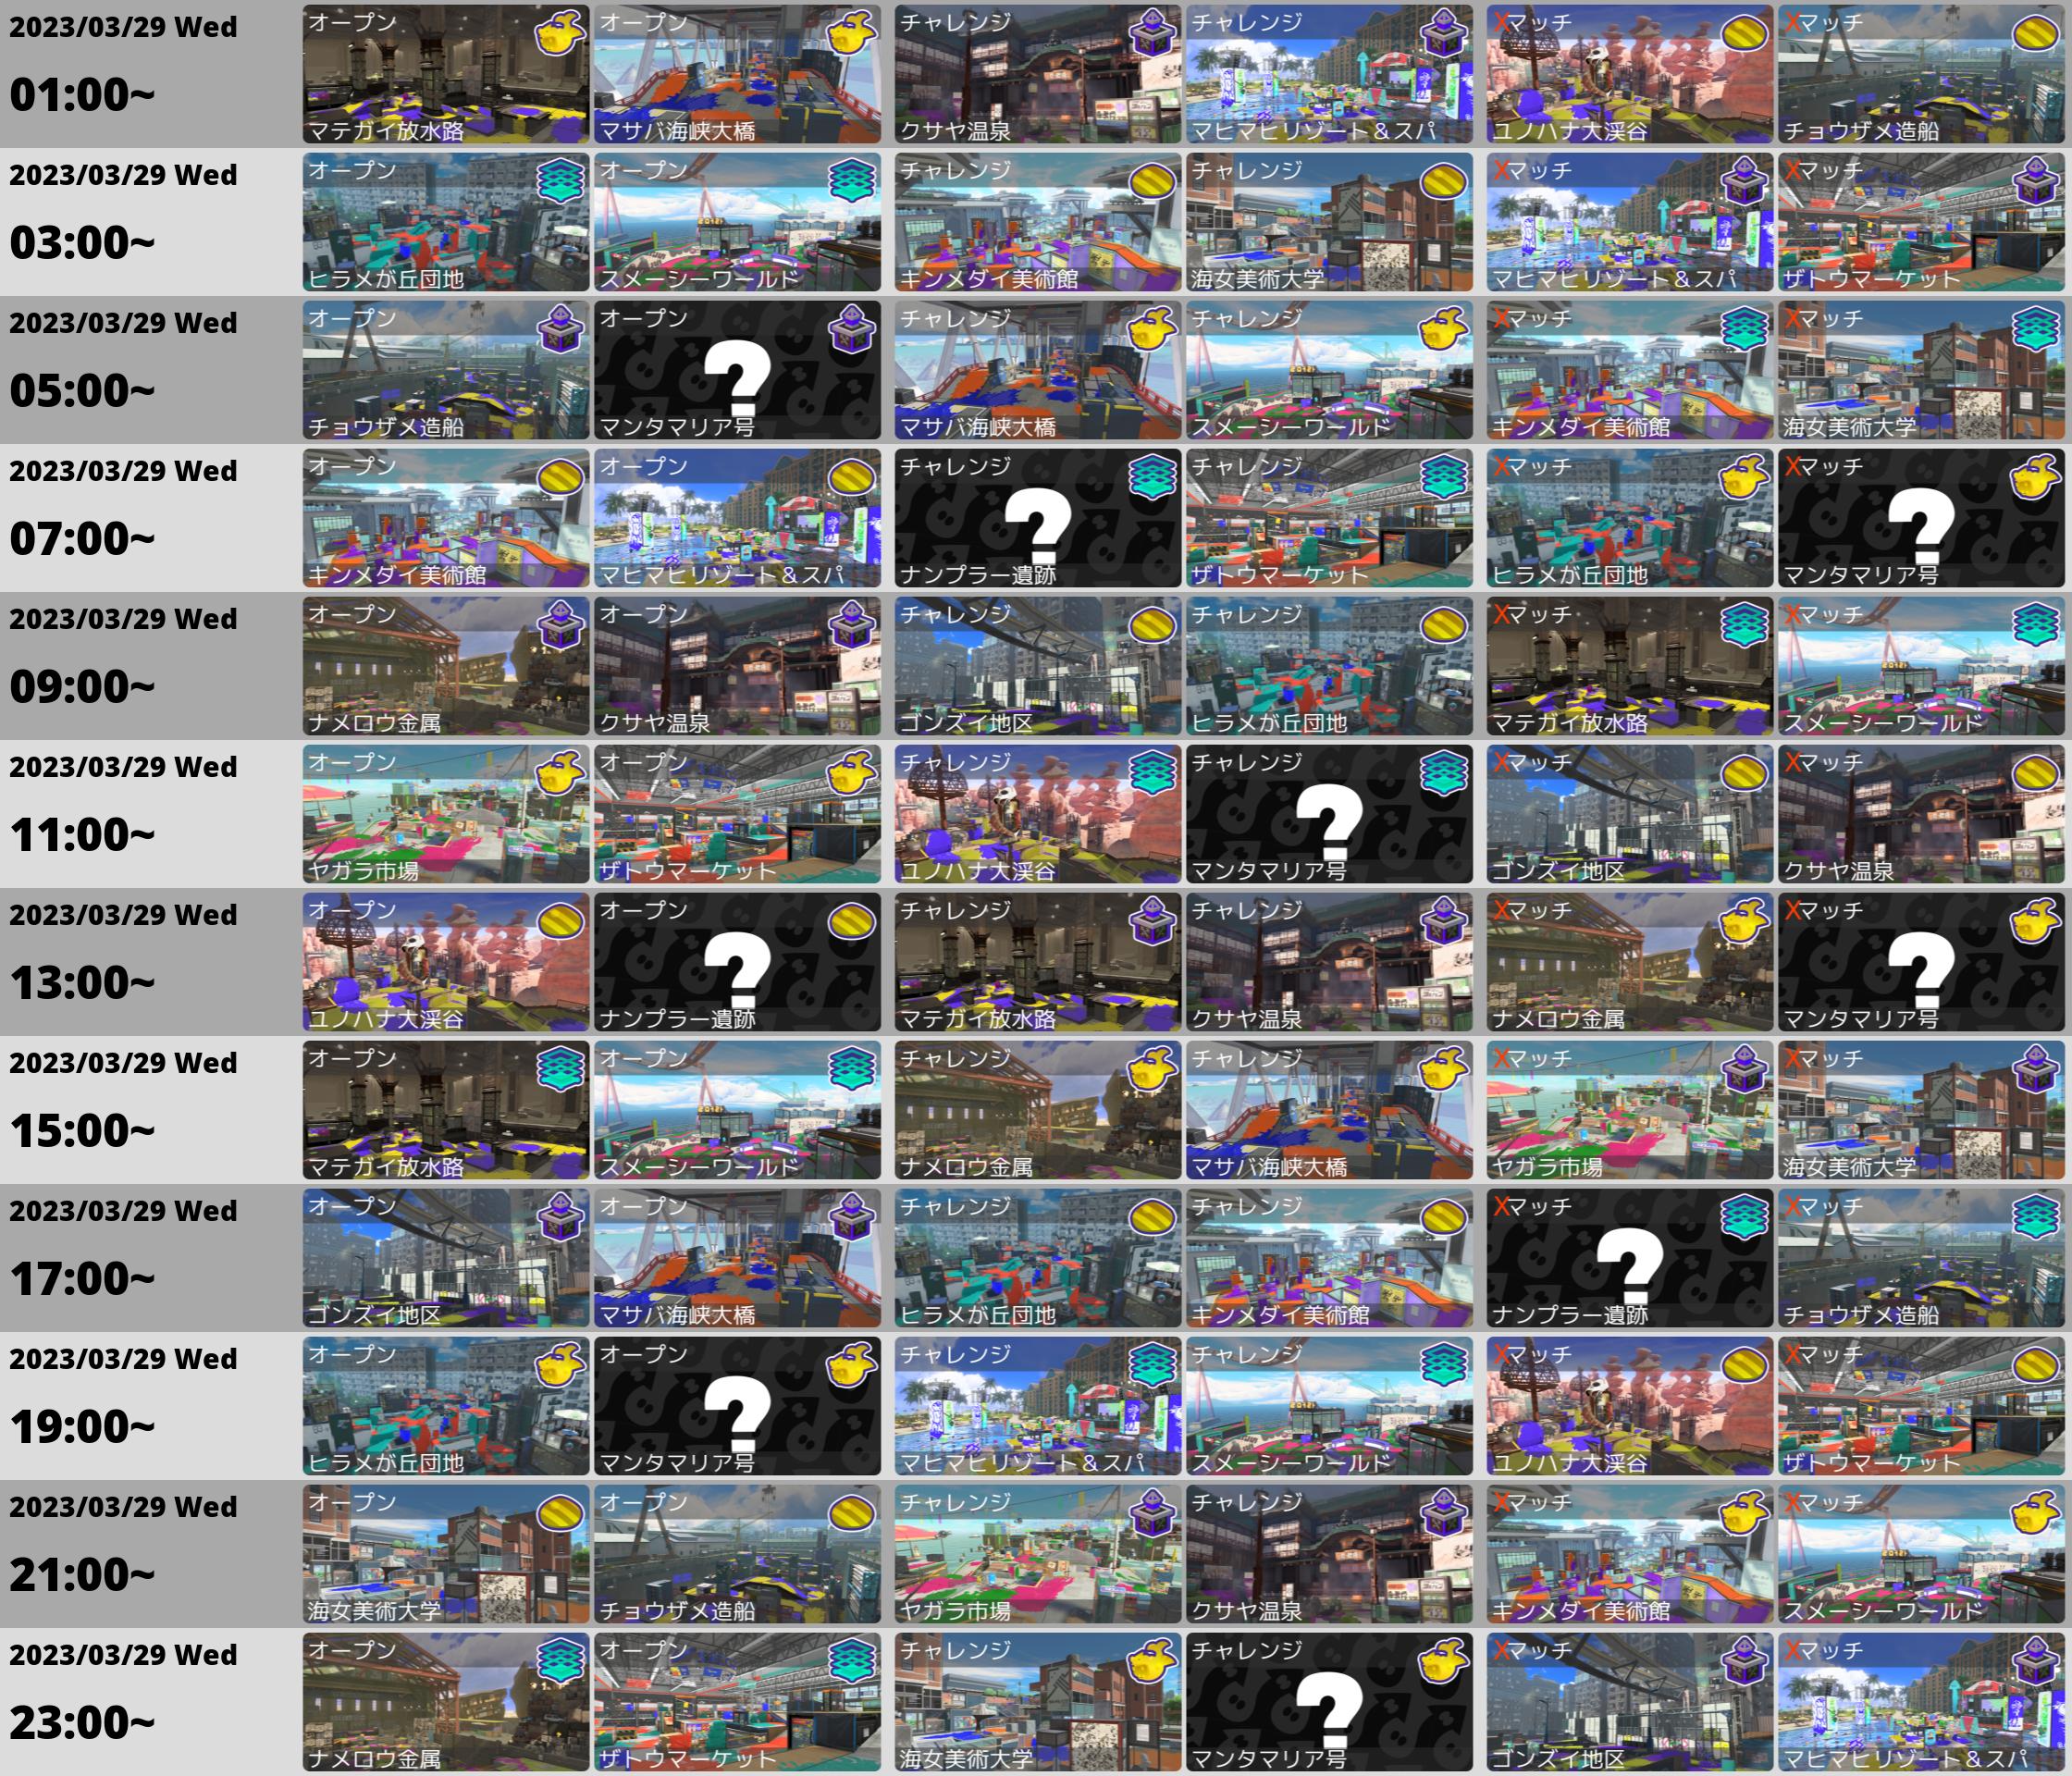 2023/03/29 Wed
01:00~
オープン
マテガイ放水路
オープン
マサバ海峡大橋
チャレンジ
クサヤ温泉
チャレンジ
マヒマヒリゾート＆スパ
Xマッチ
ユノハナ大渓谷
Xマッチ
チョウザメ造船
2023/03/29 Wed
03:00~
オープン
ヒラメが丘団地
オープン
スメーシーワールド
チャレンジ
キンメダイ美術館
チャレンジ
海女美術大学
Xマッチ
マヒマヒリゾート＆スパ
Xマッチ
ザトウマーケット
2023/03/29 Wed
05:00~
オープン
チョウザメ造船
オープン
?
マンタマリア号
チャレンジ
マサバ海峡大橋
チャレンジ
スメーシーワールド
Xマッチ
キンメダイ美術館
Xマッチ
海女美術大学
2023/03/29 Wed
07:00~
オープン
キンメダイ美術館
オープン
マヒマヒリゾート＆スパ
チャレンジ
?
ナンプラー遺跡
チャレンジ
ザトウマーケット
Xマッチ
ヒラメが丘団地
Xマッチ
?
マンタマリア号
2023/03/29 Wed
09:00~
オープン
ナメロウ金属
オープン
クサヤ温泉
チャレンジ
ゴンズイ地区
チャレンジ
ヒラメが丘団地
Xマッチ
マテガイ放水路
Xマッチ
スメーシーワールド
2023/03/29 Wed
11:00~
オープン
ヤガラ市場
オープン
ザトウマーケット
チャレンジ
ユノハナ大渓谷
チャレンジ
?
マンタマリア号
Xマッチ
ゴンズイ地区
Xマッチ
クサヤ温泉
2023/03/29 Wed
13:00~
オープン
ユノハナ大渓谷
オープン
?
ナンプラー遺跡
チャレンジ
マテガイ放水路
チャレンジ
クサヤ温泉
Xマッチ
ナメロウ金属
Xマッチ
?
マンタマリア号
2023/03/29 Wed
15:00~
オープン
マテガイ放水路
オープン
スメーシーワールド
チャレンジ
ナメロウ金属
チャレンジ
マサバ海峡大橋
Xマッチ
ヤガラ市場
Xマッチ
海女美術大学
2023/03/29 Wed
17:00~
オープン
ゴンズイ地区
オープン
マサバ海峡大橋
チャレンジ
ヒラメが丘団地
チャレンジ
キンメダイ美術館
Xマッチ
?
ナンプラー遺跡
Xマッチ
チョウザメ造船
2023/03/29 Wed
19:00~
オープン
ヒラメが丘団地
オープン
?
マンタマリア号
チャレンジ
マヒマヒリゾート＆スパ
チャレンジ
スメーシーワールド
Xマッチ
ユノハナ大渓谷
Xマッチ
ザトウマーケット
2023/03/29 Wed
21:00~
オープン
海女美術大学
オープン
チョウザメ造船
チャレンジ
ヤガラ市場
チャレンジ
クサヤ温泉
Xマッチ
キンメダイ美術館
Xマッチ
スメーシーワールド
2023/03/29 Wed
23:00~
オープン
ナメロウ金属
オープン
ザトウマーケット
チャレンジ
海女美術大学
チャレンジ
?
マンタマリア号
Xマッチ
ゴンズイ地区
Xマッチ
マヒマヒリゾート＆スパ